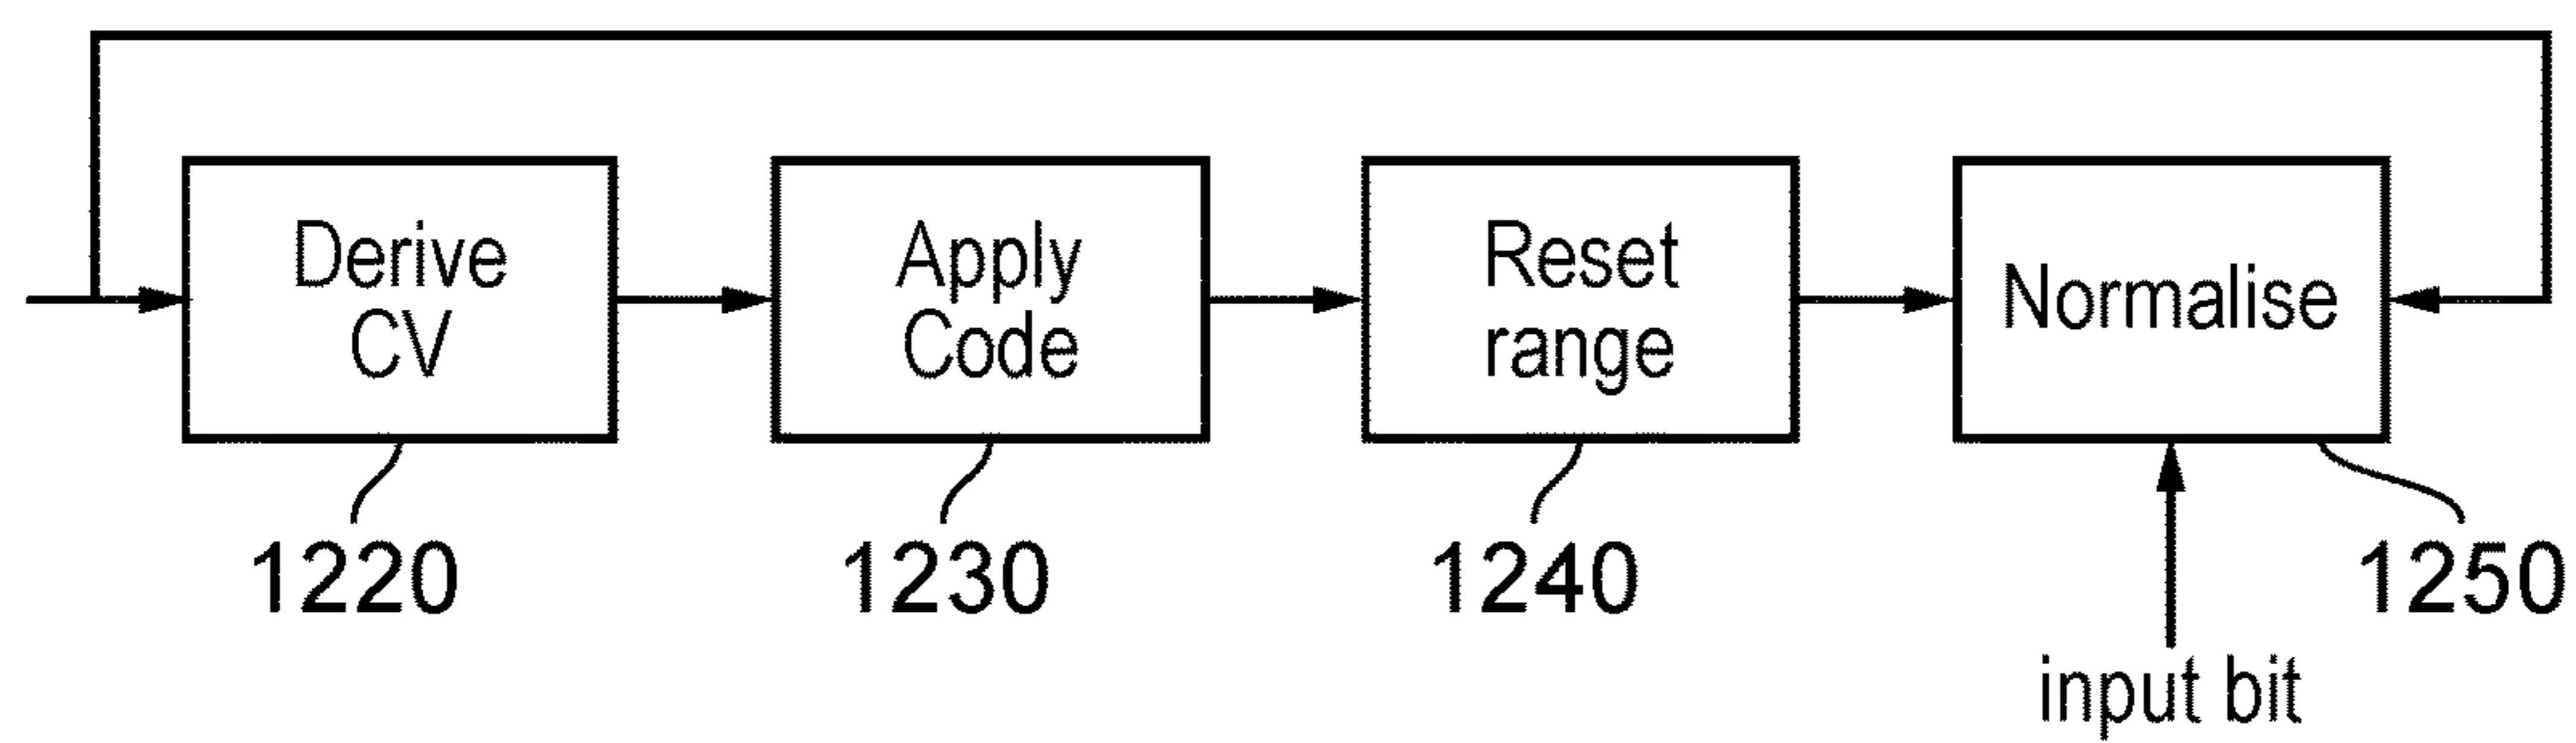 Derive
CV
Apply
Code
Reset
range
Normalise
1220
1230
1240
1250
input bit